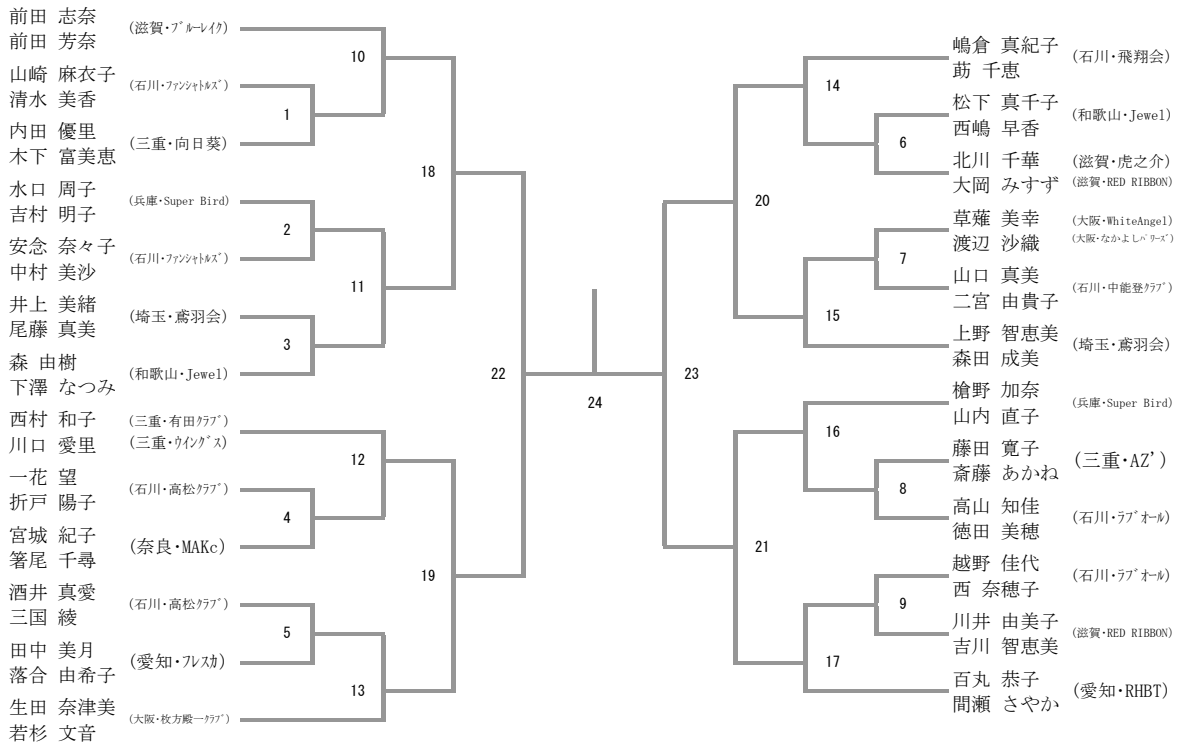 前田 志奈
前田 芳奈
(滋賀・ブルーレイク)
山崎 麻衣子
清水 美香
(石川・ファンシャトルズ)
内田 優里
木下 富美恵
(三重・向日葵)
水口 周子
吉村 明子
(兵庫・Super Bird)
安念 奈々子
中村 美沙
(石川・ファンシャトルズ)
井上 美緒
尾藤 真美
(埼玉・鳶羽会)
森 由樹
下澤 なつみ
(和歌山・Jewel)
西村 和子
(三重・有田クラブ)
川口 愛里
(三重・ウイングス)
一花 望
折戸 陽子
(石川・高松クラブ)
宮城 紀子
箸尾 千尋
(奈良・MAKc)
酒井 真愛
三国 綾
(石川・高松クラブ)
田中 美月
落合 由希子
(愛知・フレスカ)
生田 奈津美
若杉 文音
(大阪・枚方殿一クラブ)
10
1
18
2
11
3
22
12
4
19
5
13
24
14
6
20
7
15
23
16
8
21
9
17
嶋倉 真紀子
莇 千恵
(石川・飛翔会)
松下 真千子
西嶋 早香
(和歌山・Jewel)
北川 千華
(滋賀・虎之介)
大岡 みすず
(滋賀・RED RIBBON)
草薙 美幸
(大阪・WhiteAngel)
渡辺 沙織
(大阪・なかよしバワーズ)
山口 真美
二宮 由貴子
(石川・中能登クラブ)
上野 智恵美
森田 成美
(埼玉・鳶羽会)
槍野 加奈
山内 直子
(兵庫・Super Bird)
藤田 寛子
斎藤 あかね
(三重・AZ')
高山 知佳
徳田 美穂
(石川・ラブオール)
越野 佳代
西 奈穂子
(石川・ラブオール)
川井 由美子
吉川 智恵美
(滋賀・RED RIBBON)
百丸 恭子
間瀬 さやか
(愛知・RHBT)